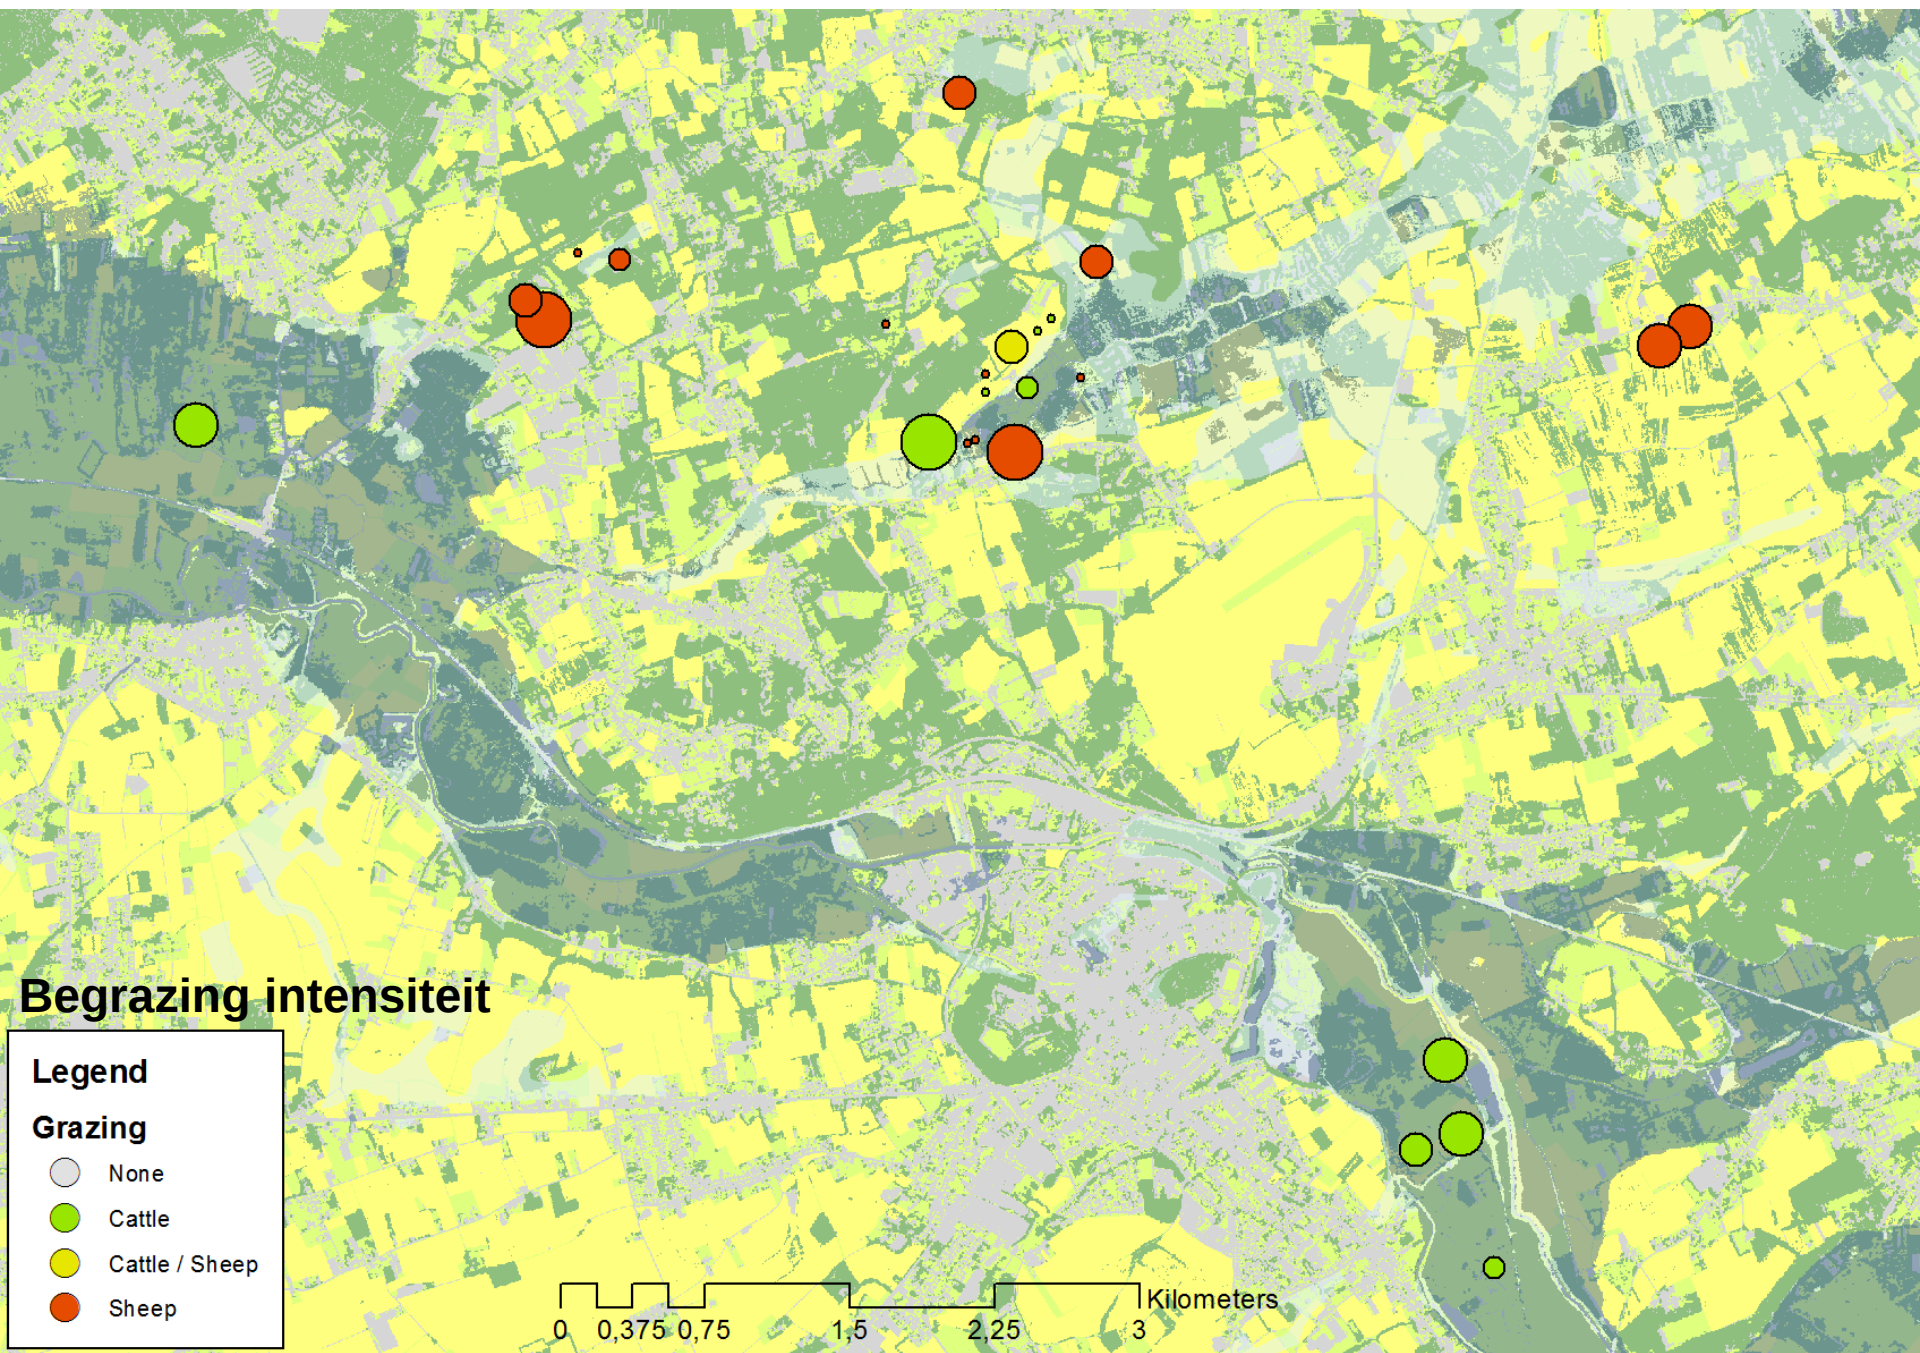 Begrazing intensiteit
Legend
Grazing
None
Cattle
Cattle / Sheep
Sheep
Kilometers
0 0,375 0,75 1,5 2,25 3